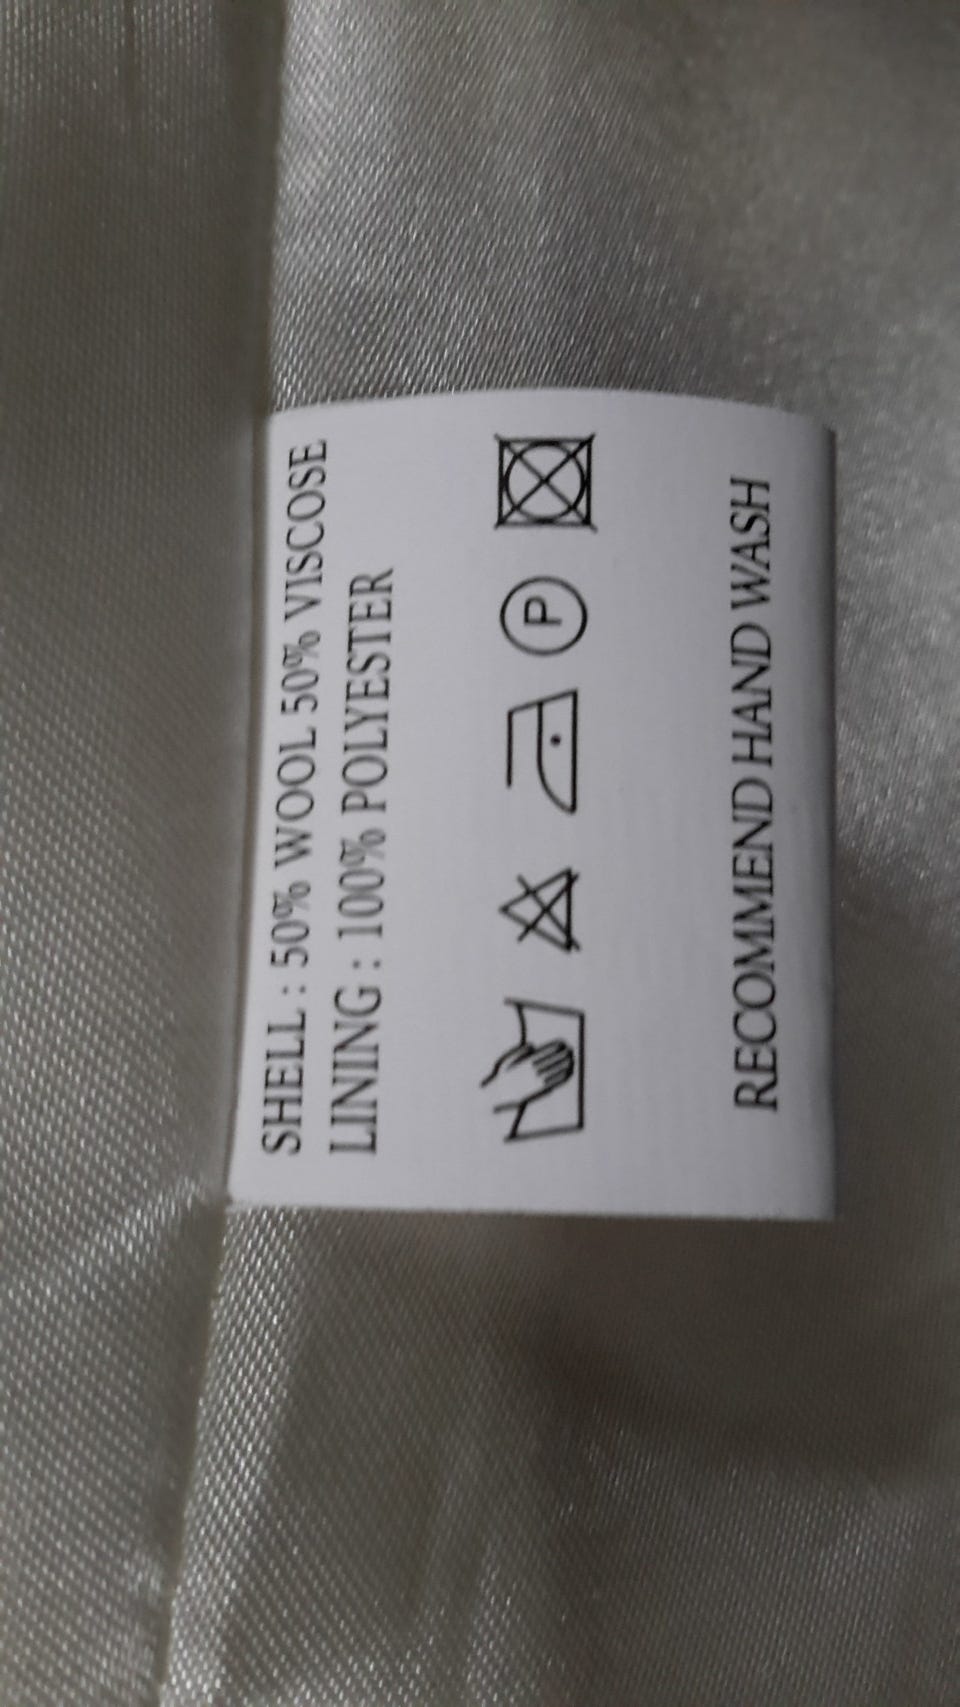 SHELL : 50% WOOL 50% VISCOSE
LINING : 100% POLYESTER
P
RECOMMEND HAND WASH